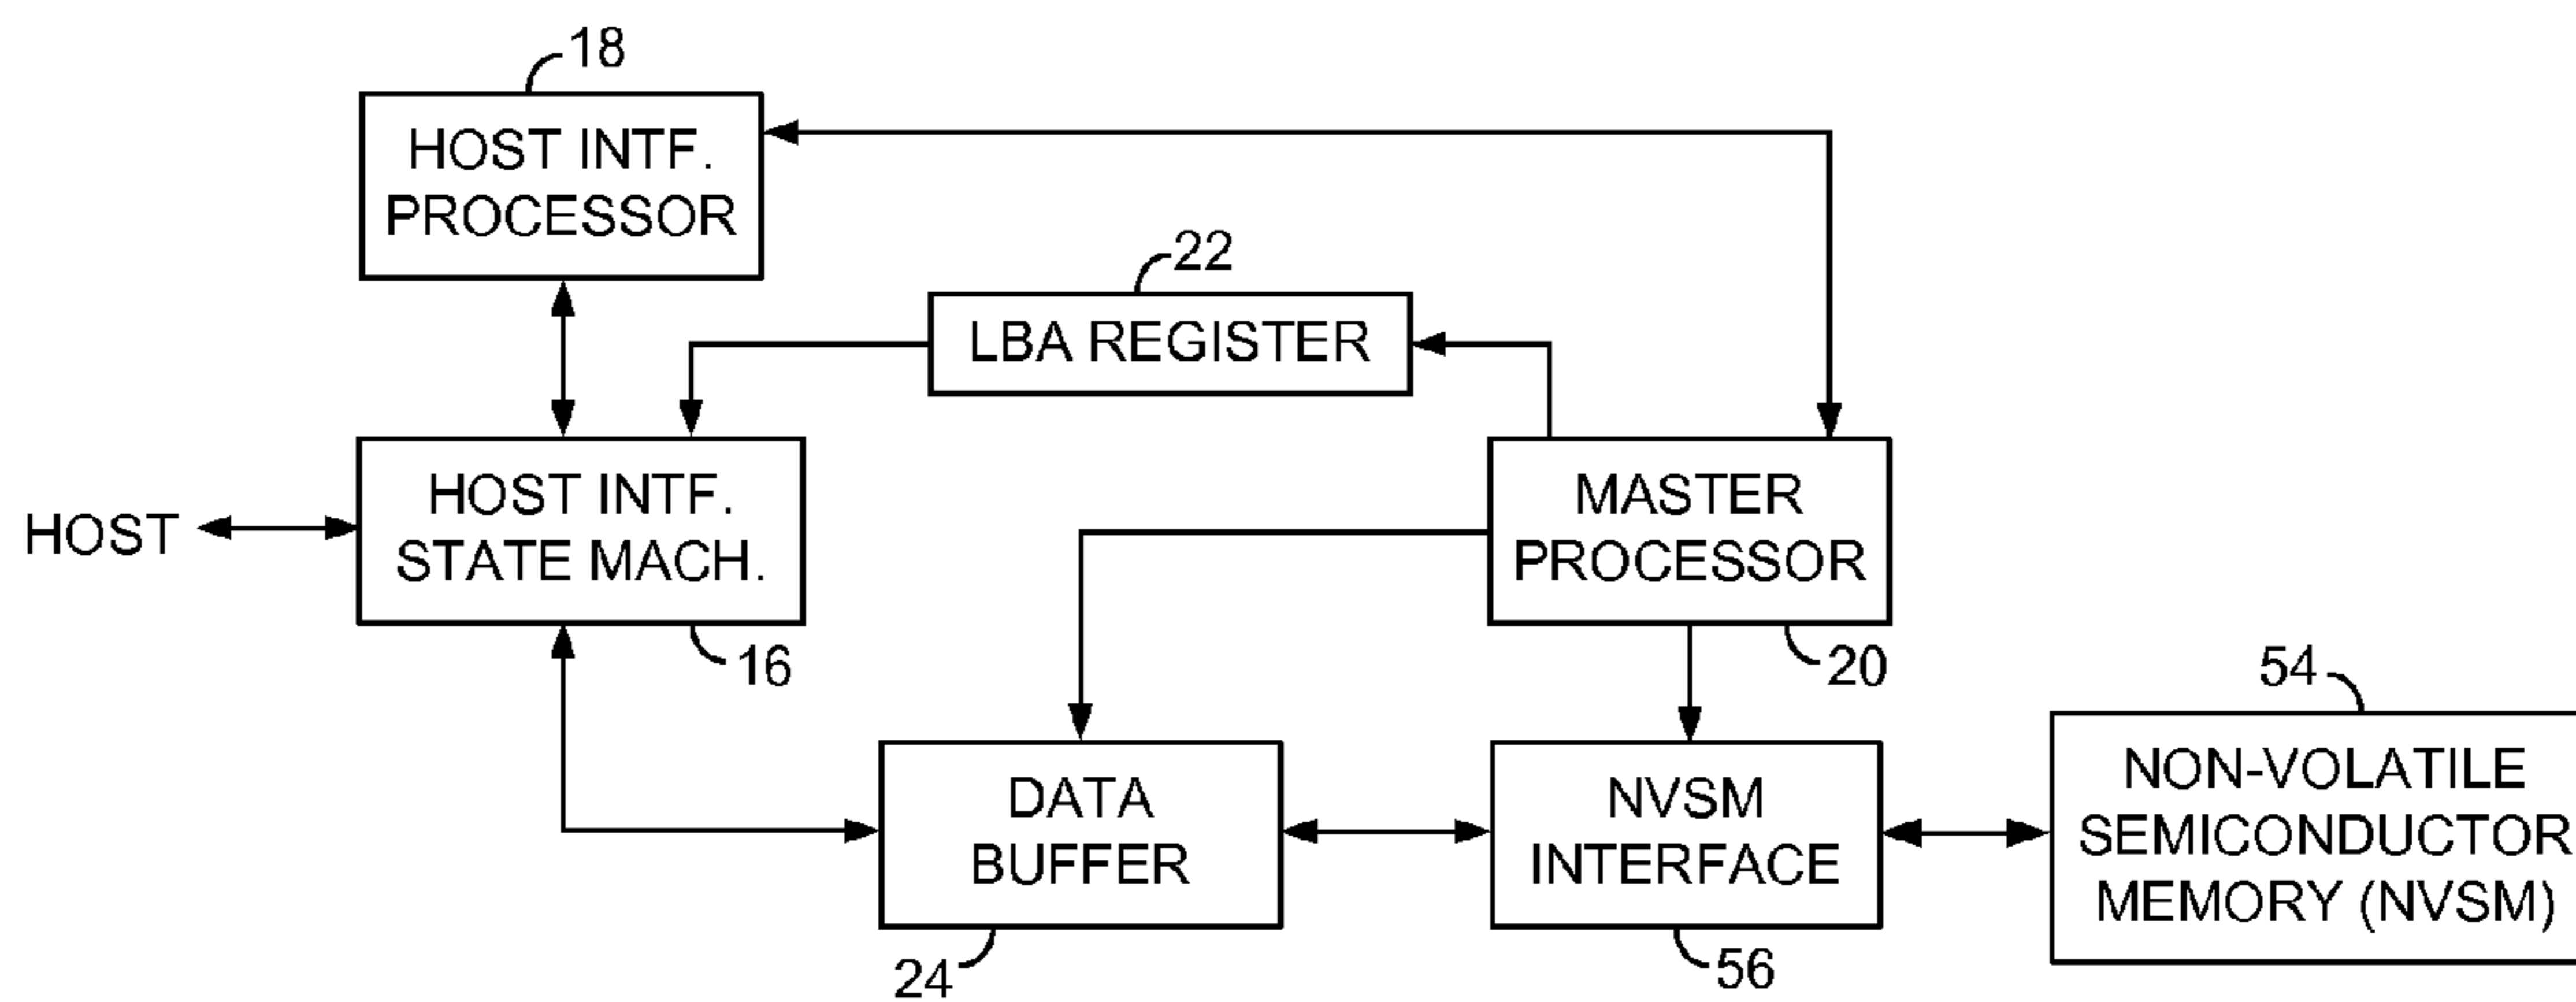 18
HOST INTF.
PROCESSOR
22
LBA REGISTER
HOST
HOST INTF.
STATE MACH.
16
MASTER
PROCESSOR
20
54
DATA
BUFFER
24
NVSM
INTERFACE
56
NON-VOLATILE
SEMICONDUCTOR
MEMORY (NVSM)